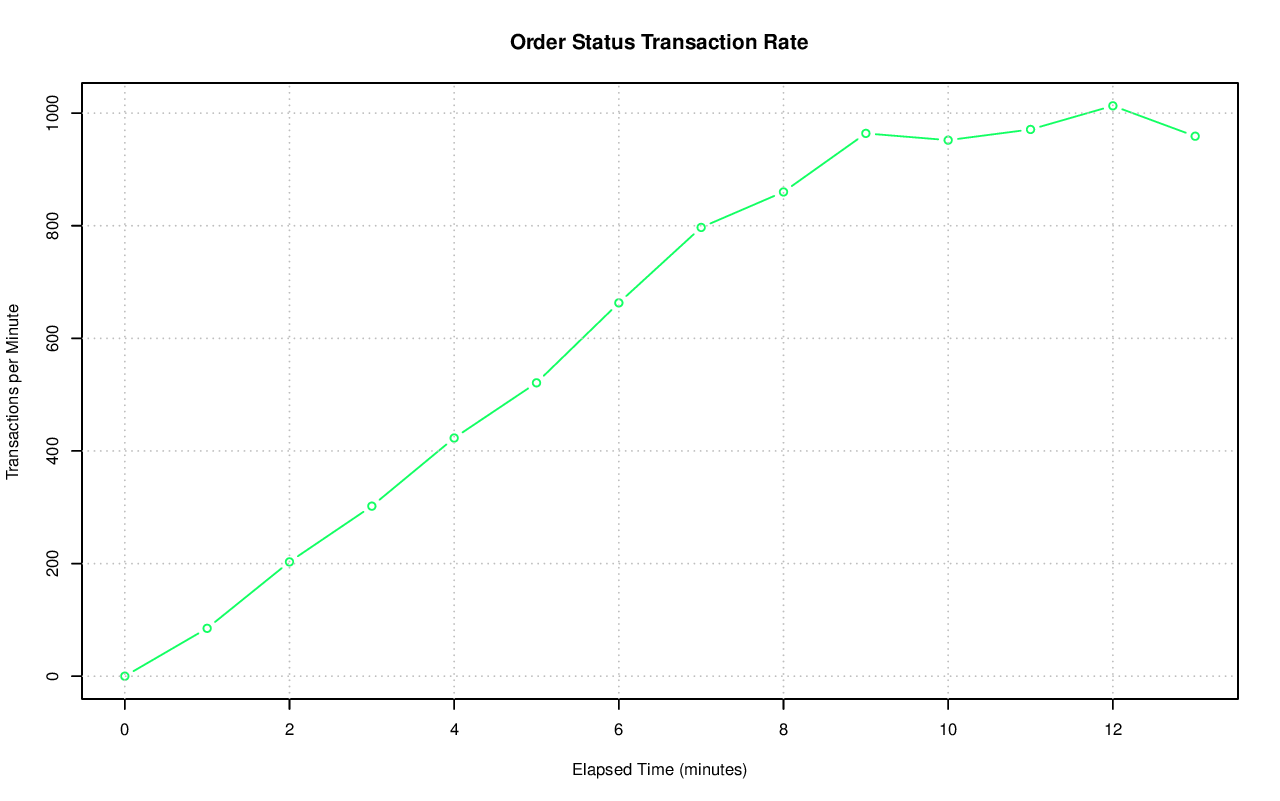 Order Status Transaction Rate
Transactions per Minute
1000
800
600
400
200
0
0 2 4 6 8 10 12
Elapsed Time (minutes)